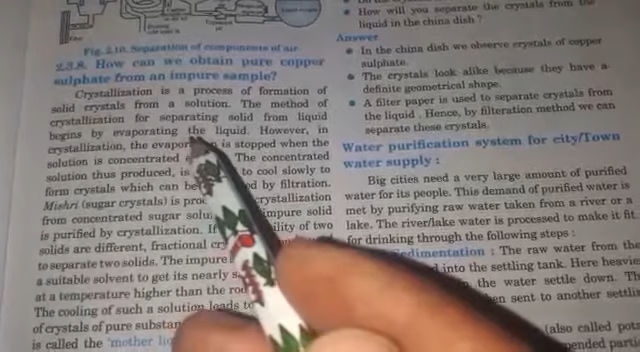 Fig. 2.10. Separation of components of air
2.3.8. How can we obtain pure copper
sulphate from an impure sample?
Crystallization is a process of formation of
solid crystals from a solution. The method of
crystallization for separating solid from liquid
begins by evaporating the liquid. However, in
crystallization, the evapor is stopped when the
solution is concentrated The concentrated
solution thus produced, is to cool slowly to
form crystals which can be d by filtration.
Mishri (sugar crystals) is pro crystallization
from concentrated sugar solu impure solid
is purified by crystallization. If ility of two
solids are different, fractional cry
to separate two solids. The impure
a suitable solvent to get its nearly s
at a temperature higher than the roo
The cooling of such a solution leads to
of crystals of pure substan
is called the 'mother li
How will you separate the crystals from the
liquid in the china dish?
Answer
In the china dish we observe crystals of copper
sulphate.
The crystals look alike because they have a
definite geometrical shape.
A filter paper is used to separate crystals from
the liquid. Hence, by filteration method we can
separate these crystals.
Water purification system for city/Town
water supply :
Big cities need a very large amount of purified
water for its people. This demand of purified water is
met by purifying raw water taken from a river or a
lake. The river/lake water is processed to make it fit
for drinking through the following steps :
edimentation : The raw water from the
into the settling tank. Here heavie
the water settle down. Th
en sent to another settlin
(also called pota
pended parti